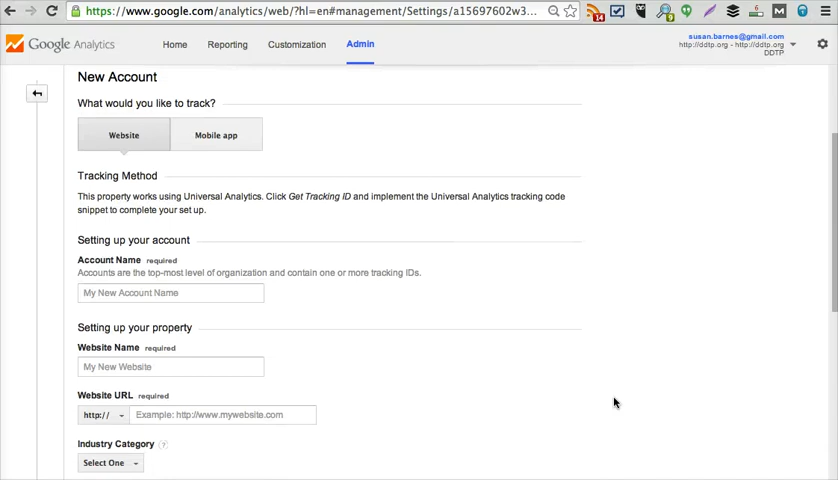 https://www.google.com/analytics/web/?hl=en#management/Settings/a15697602w3...
14
9
6
Google Analytics
Home
Reporting
Customization
Admin
susan.barnes@gmail.com
http://ddtp.org - http://ddtp.org
DDTP
New Account
What would you like to track?
Website
Mobile app
Tracking Method
This property works using Universal Analytics. Click Get Tracking ID and implement the Universal Analytics tracking code
snippet to complete your set up.
Setting up your account
Account Name required
Accounts are the top-most level of organization and contain one or more tracking IDs.
My New Account Name
Setting up your property
Website Name required
My New Website
Website URL required
http://
Example: http://www.mywebsite.com
Industry Category ?
Select One